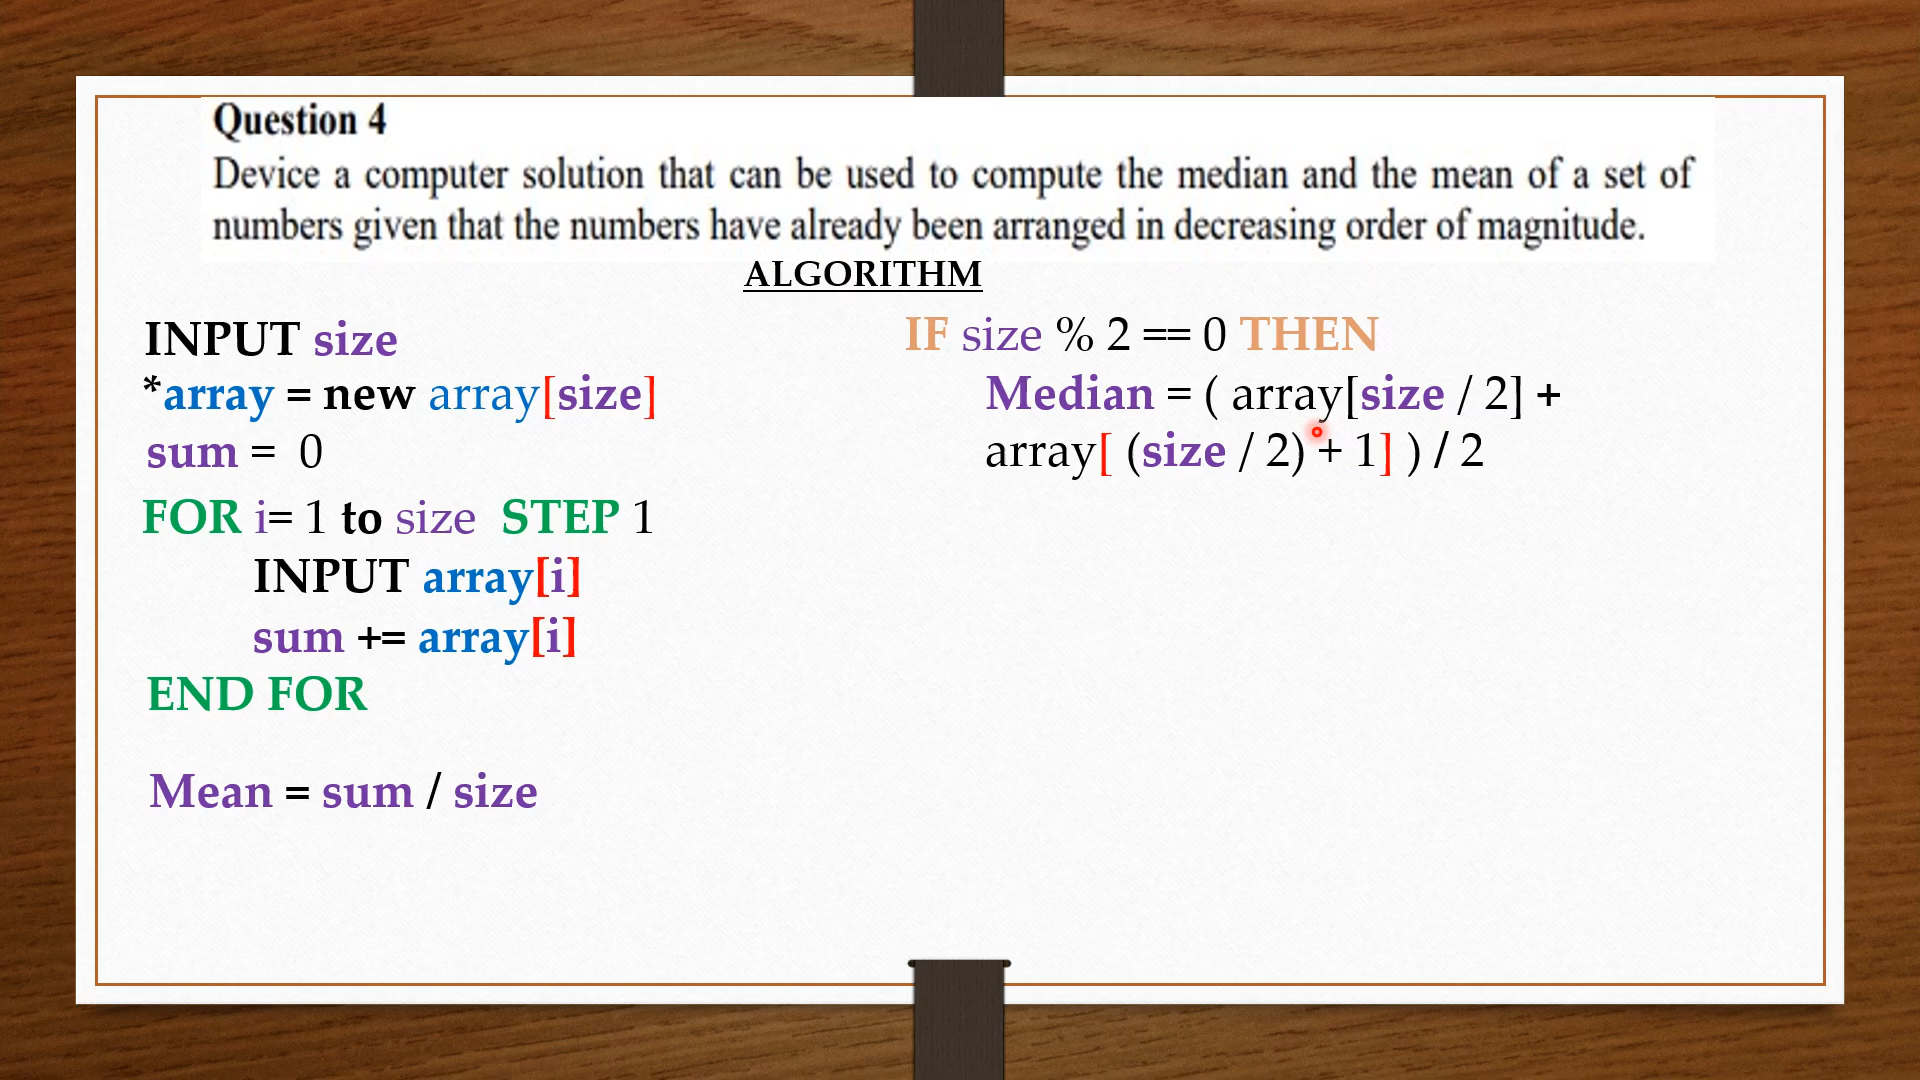 Question 4
Device a computer solution that can be used to compute the median and the mean of a set of
numbers given that the numbers have already been arranged in decreasing order of magnitude.
ALGORITHM
INPUT size
*array = new array[size]
sum = 0
FOR i= 1 to size STEP 1
INPUT array[i]
sum += array[i]
END FOR
Mean = sum / size
IF size % 2 == 0 THEN
Median = ( array[size / 2] +
array[ (size / 2) + 1] ) / 2